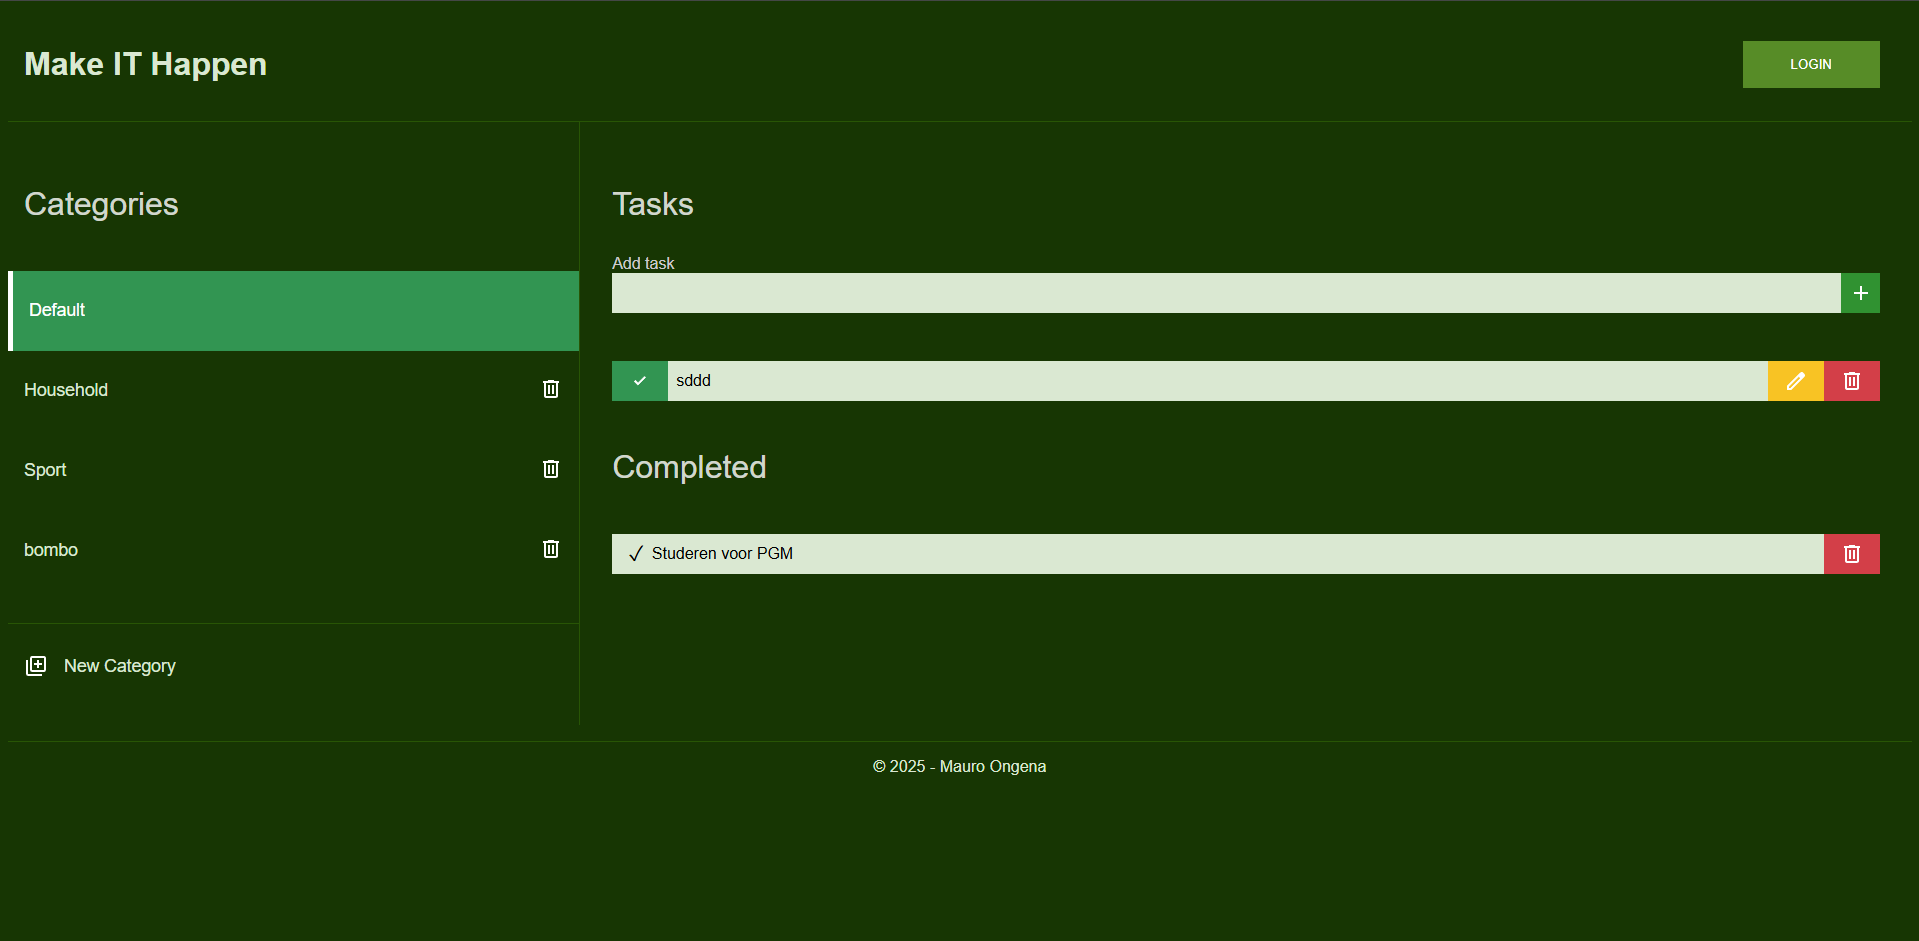 Make IT Happen
LOGIN
Categories
Default
Household
Sport
bombo
New Category
Tasks
Add task
sddd
Completed
Studeren voor PGM
© 2025 - Mauro Ongena